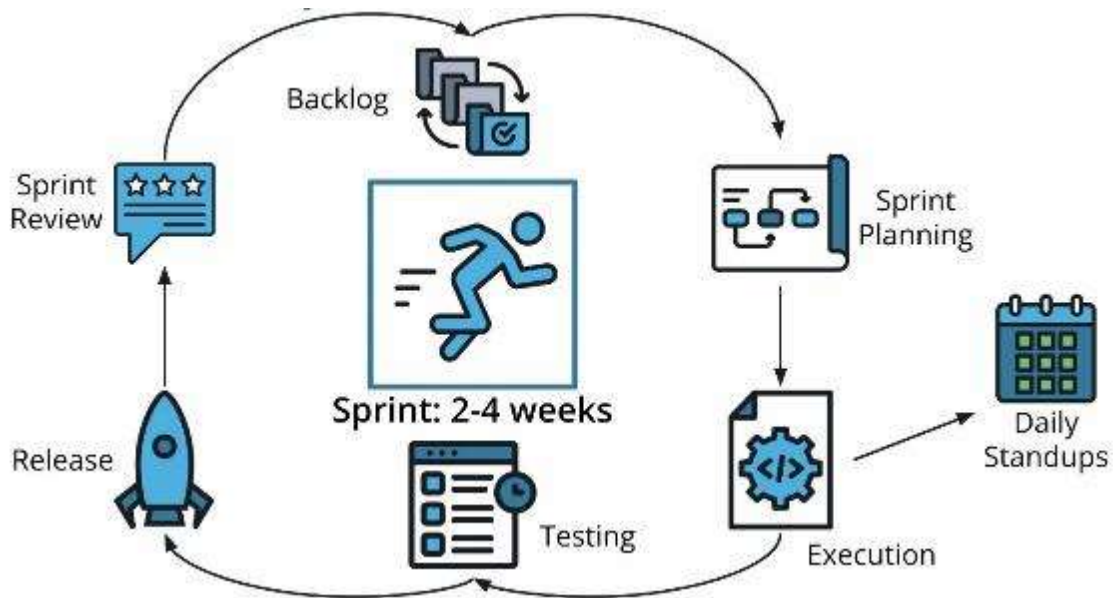 Backlog
Sprint
Review
Sprint
Planning
Sprint: 2-4 weeks
Daily
Standups
Release
Testing
Execution
</>